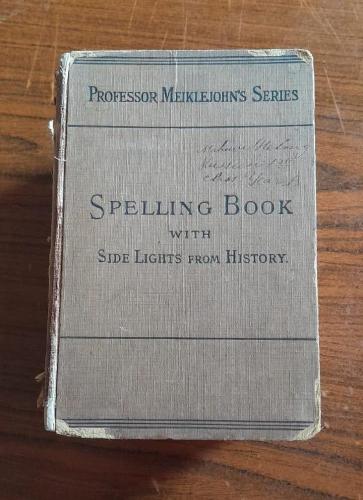 PROFESSOR MEIKLEJOHN'S SERIES
SPELLING BOOK
WITH
SIDE LIGHTS FROM HISTORY.